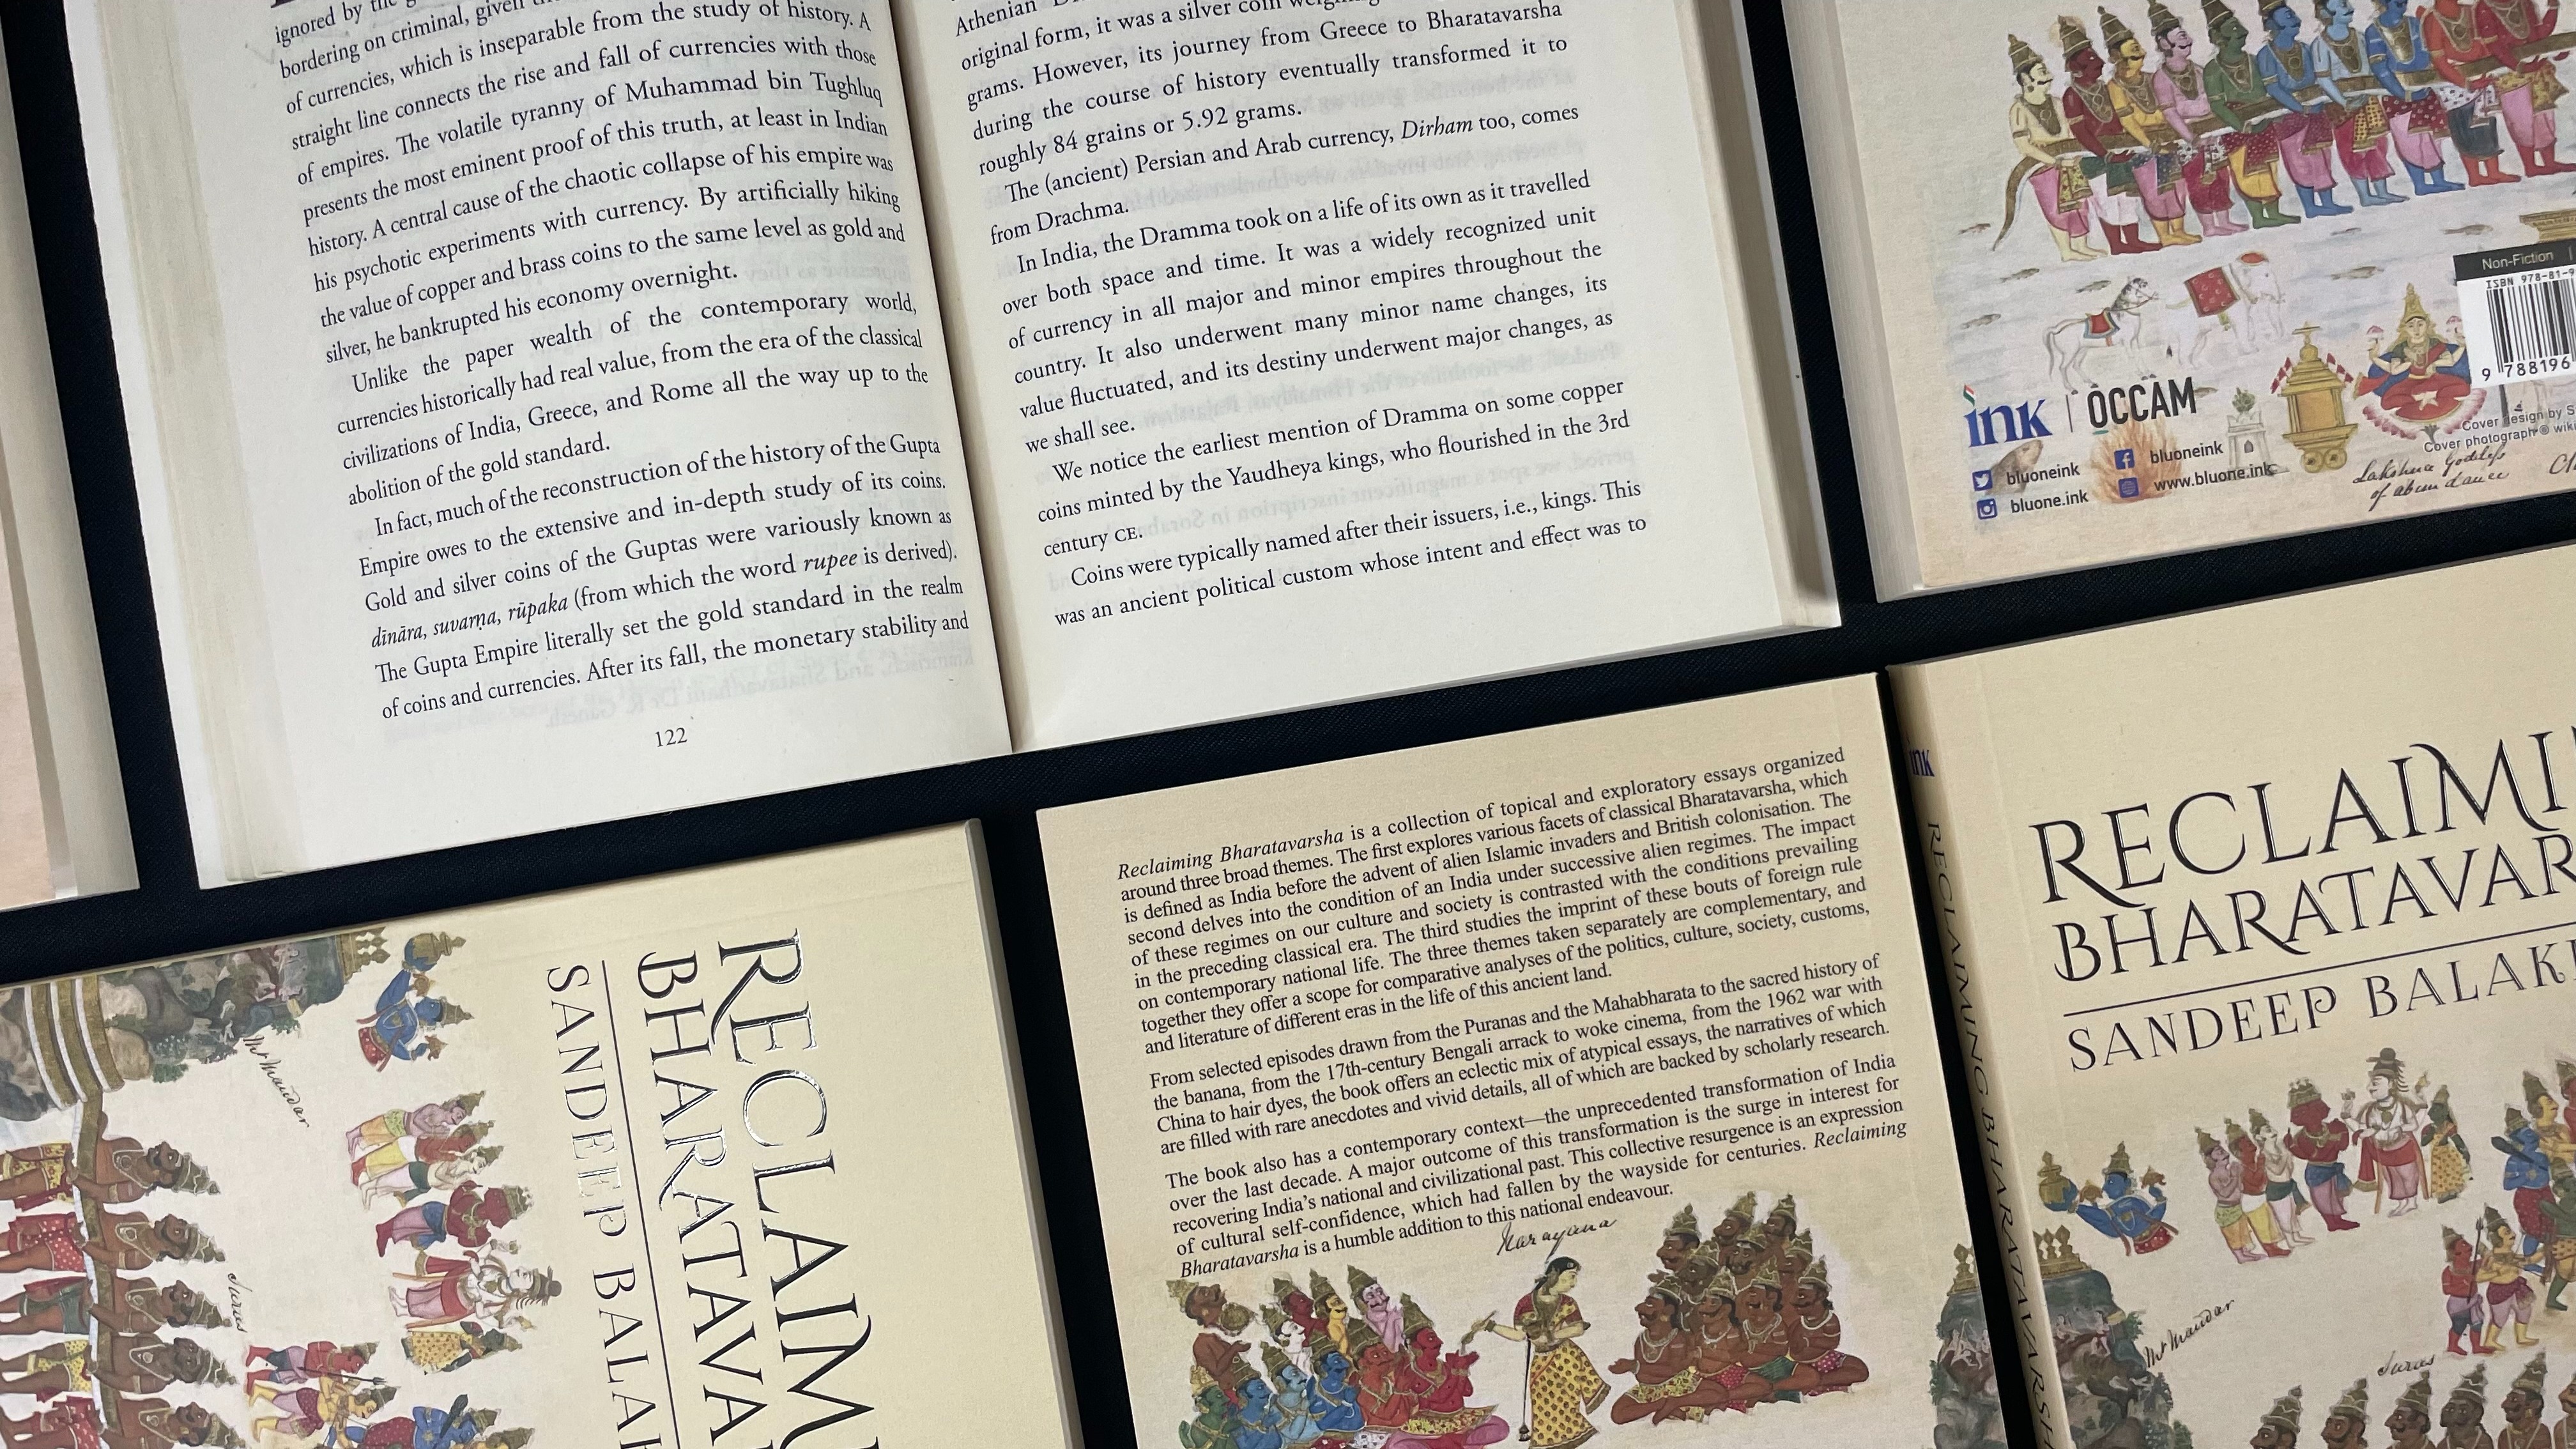 ignored by the
bordering on criminal, given
of currencies, which is inseparable from the study of history. A
straight line connects the rise and fall of currencies with those
of empires. The volatile tyranny of Muhammad bin Tughluq
presents the most eminent proof of this truth, at least in Indian
history. A central cause of the chaotic collapse of his empire was
his psychotic experiments with currency. By artificially hiking
the value of copper and brass coins to the same level as gold and
silver, he bankrupted his economy overnight.
Unlike the paper wealth of the contemporary world,
currencies historically had real value, from the era of the classical
civilizations of India, Greece, and Rome all the way up to the
abolition of the gold standard.
In fact, much of the reconstruction of the history of the Gupta
Empire owes to the extensive and in-depth study of its coins.
Gold and silver coins of the Guptas were variously known as
dīnāra, suvarṇa, rūpaka (from which the word rupee is derived).
The Gupta Empire literally set the gold standard in the realm
of coins and currencies. After its fall, the monetary stability and
122
Athenian
original form, it was a silver coin
grams. However, its journey from Greece to Bharatavarsha
during the course of history eventually transformed it to
roughly 84 grains or 5.92 grams.
The (ancient) Persian and Arab currency, Dirham too, comes
from Drachma.
In India, the Dramma took on a life of its own as it travelled
over both space and time. It was a widely recognized unit
of currency in all major and minor empires throughout the
country. It also underwent many minor name changes, its
value fluctuated, and its destiny underwent major changes, as
we shall see.
We notice the earliest mention of Dramma on some copper
coins minted by the Yaudheya kings, who flourished in the 3rd
century CE.
Coins were typically named after their issuers, i.e., kings. This
was an ancient political custom whose intent and effect was to
Non-Fiction
ISBN 978-81-9
9 788196
ink | OCCAM
bluoneink
bluoneink
bluone.ink
www.bluone.ink
Cover design by S
Cover photograph © wiki
Lakshmi Goddess
of abundance
RECLAIM
BHARATAVA
SANDEEP BALA
Mt Mandar
Suras
Reclaiming Bharatavarsha is a collection of topical and exploratory essays organized
around three broad themes. The first explores various facets of classical Bharatavarsha, which
is defined as India before the advent of alien Islamic invaders and British colonisation. The
second delves into the condition of an India under successive alien regimes. The impact
of these regimes on our culture and society is contrasted with the conditions prevailing
in the preceding classical era. The third studies the imprint of these bouts of foreign rule
on contemporary national life. The three themes taken separately are complementary, and
together they offer a scope for comparative analyses of the politics, culture, society, customs,
and literature of different eras in the life of this ancient land.
From selected episodes drawn from the Puranas and the Mahabharata to the sacred history of
the banana, from the 17th-century Bengali arrack to woke cinema, from the 1962 war with
China to hair dyes, the book offers an eclectic mix of atypical essays, the narratives of which
are filled with rare anecdotes and vivid details, all of which are backed by scholarly research.
The book also has a contemporary context—the unprecedented transformation of India
over the last decade. A major outcome of this transformation is the surge in interest for
recovering India's national and civilizational past. This collective resurgence is an expression
of cultural self-confidence, which had fallen by the wayside for centuries. Reclaiming
Bharatavarsha is a humble addition to this national endeavour.
Narayana
ink
RECLAIMING BHARATAVARSH
RECLAIMI
BHARATAVAR
SANDEEP BALAK
Mt Mandar
Suras